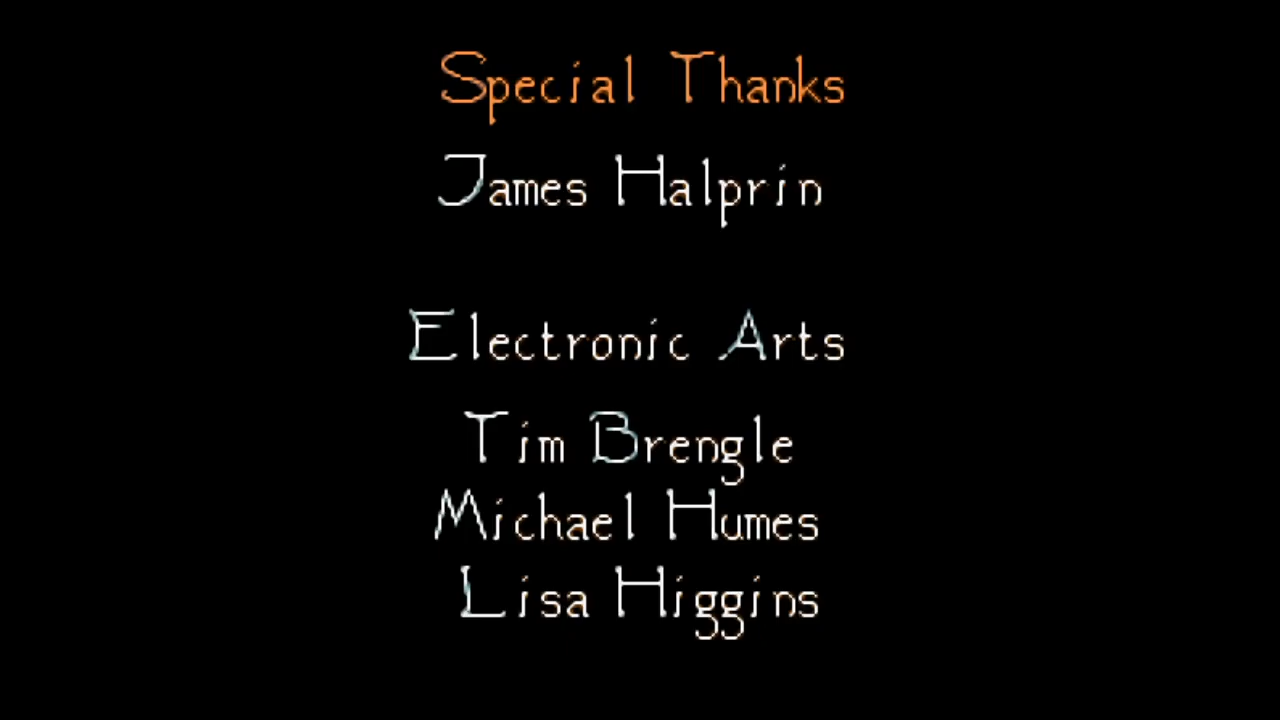 Special Thanks
James Halprin
Electronic Arts
Tim Brengle
Michael Humes
Lisa Higgins